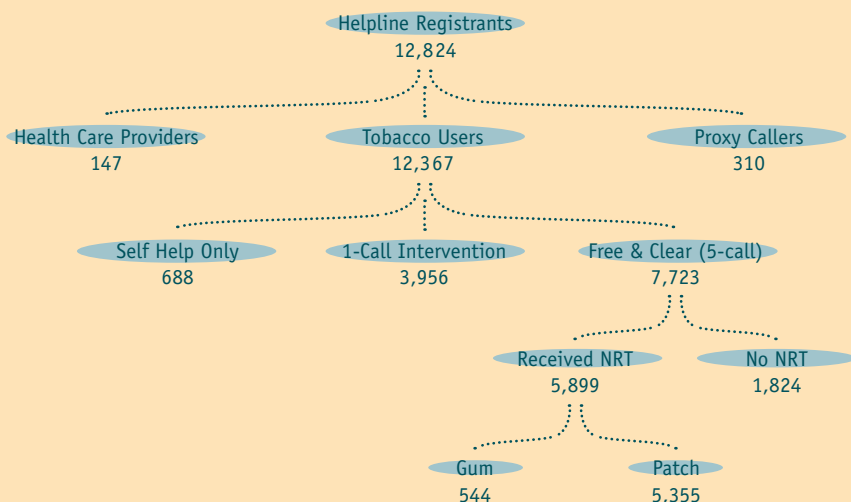 Helpline Registrants
12,824
Health Care Providers
147
Tobacco Users
12,367
Proxy Callers
310
Self Help Only
688
1-Call Intervention
3,956
Free & Clear (5-call)
7,723
Received NRT
5,899
No NRT
1,824
Gum
544
Patch
5,355